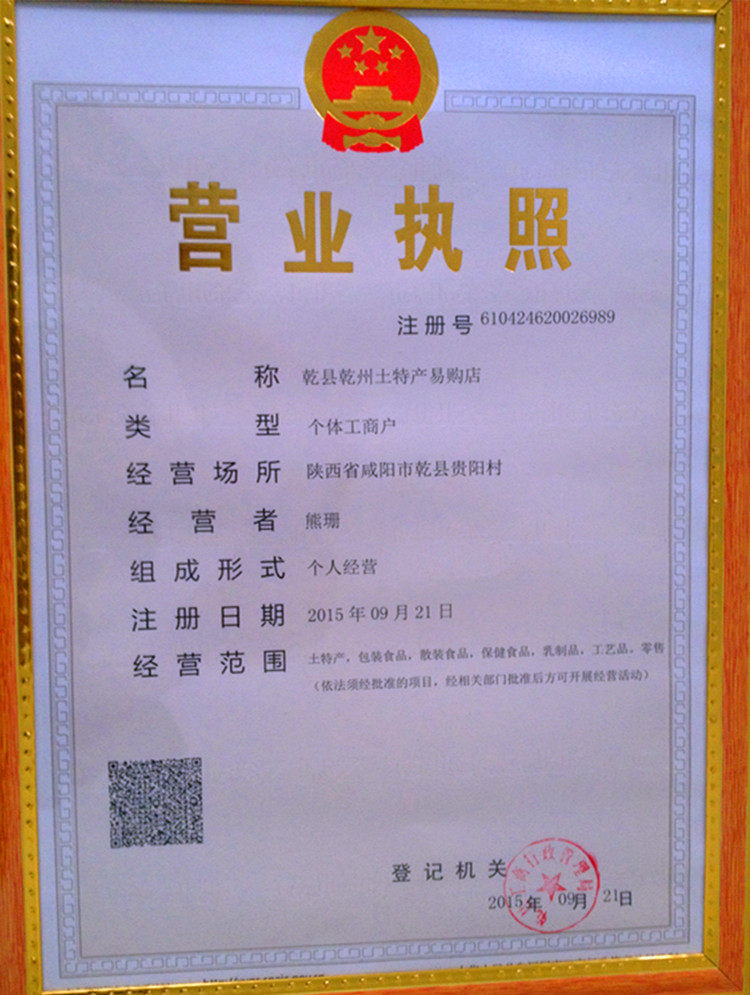 营业执照
注册号 610424620026989
名称 乾县乾州土特产易购店
类型 个体工商户
经营场所 陕西省咸阳市乾县贵阳村
经营者 熊珊
组成形式 个人经营
注册日期 2015年09月21日
经营范围 土特产，包装食品，散装食品，保健食品，乳制品，工艺品，零售
（依法须经批准的项目，经相关部门批准后方可开展经营活动）
登记机关
行政管理局
2015年 09月 21日